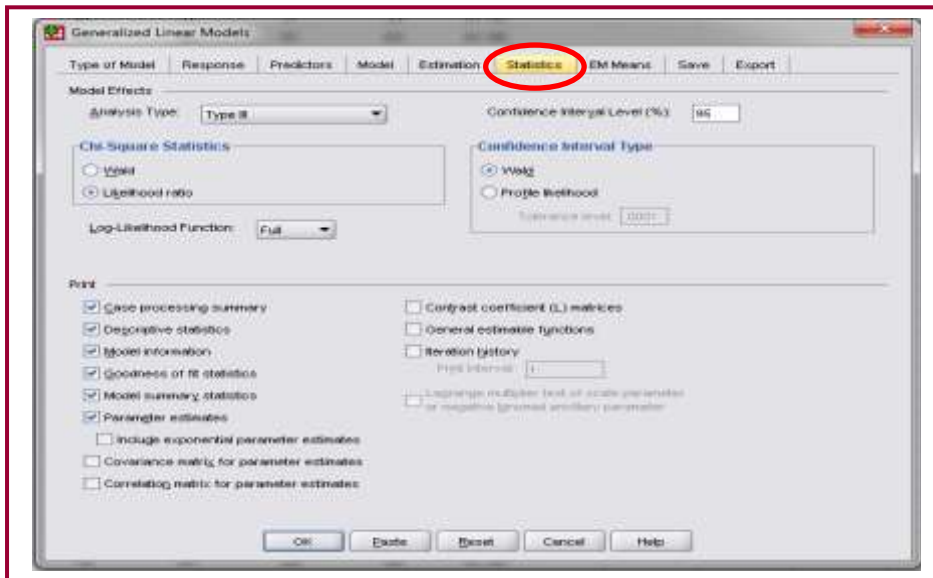 Generalized Linear Models
Type of Model Response Predictors Model Estimation Statistics EM Means Save Export
Model Effects
Analysis Type: Type III Confidence Interval Level (%): 95
Chi-Square Statistics
Wald
Likelihood ratio
Confidence Interval Type
Wald
Profile likelihood
Tolerance level: .0001
Log-Likelihood Function: Full
Print
Case processing summary
Descriptive statistics
Model information
Goodness of fit statistics
Model summary statistics
Parameter estimates
Include exponential parameter estimates
Covariance matrix for parameter estimates
Correlation matrix for parameter estimates
Contrast coefficient (L) matrices
General estimable functions
Iteration history
Print Interval: 1
Lagrange multiplier test of scale parameter
or negative binomial ancillary parameter
OK Paste Reset Cancel Help